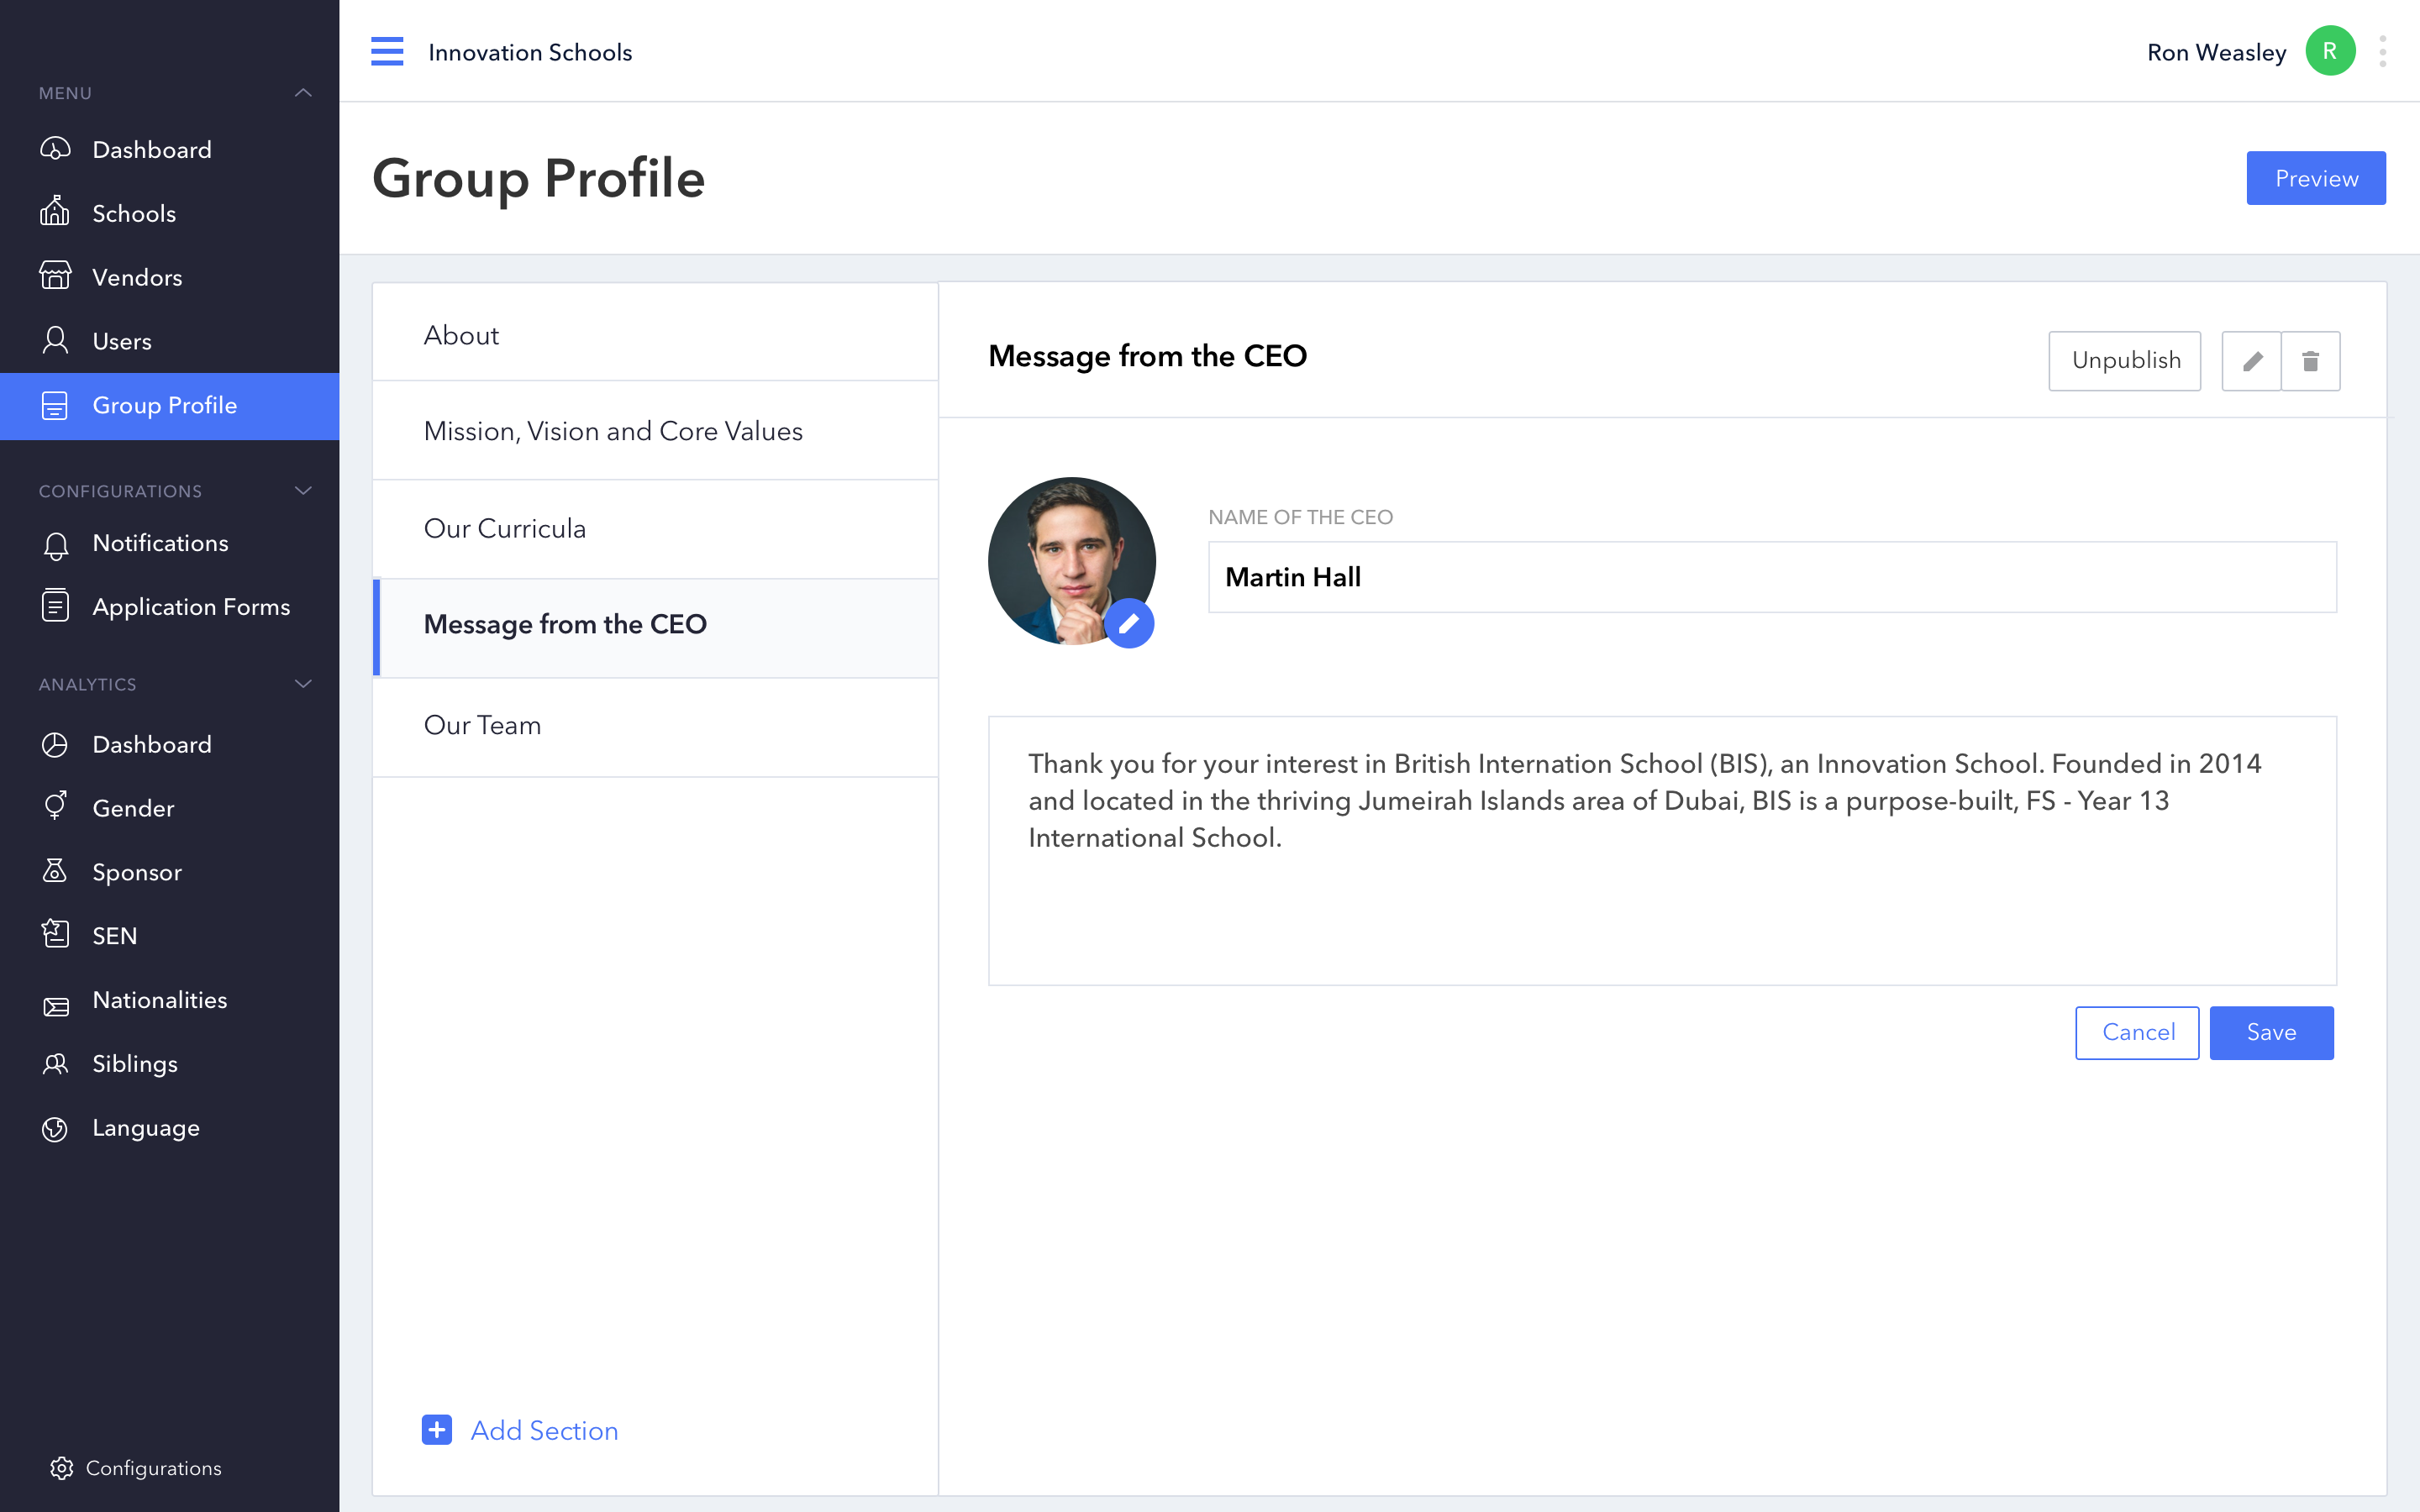 Innovation Schools
Ron Weasley
R
MENU
Dashboard
Schools
Vendors
Users
Group Profile
CONFIGURATIONS
Notifications
Application Forms
ANALYTICS
Dashboard
Gender
Sponsor
SEN
Nationalities
Siblings
Language
Configurations
Group Profile
Preview
About
Mission, Vision and Core Values
Our Curricula
Message from the CEO
Our Team
Add Section
Message from the CEO
Unpublish
NAME OF THE CEO
Martin Hall
Thank you for your interest in British Internation School (BIS), an Innovation School. Founded in 2014
and located in the thriving Jumeirah Islands area of Dubai, BIS is a purpose-built, FS - Year 13
International School.
Cancel
Save